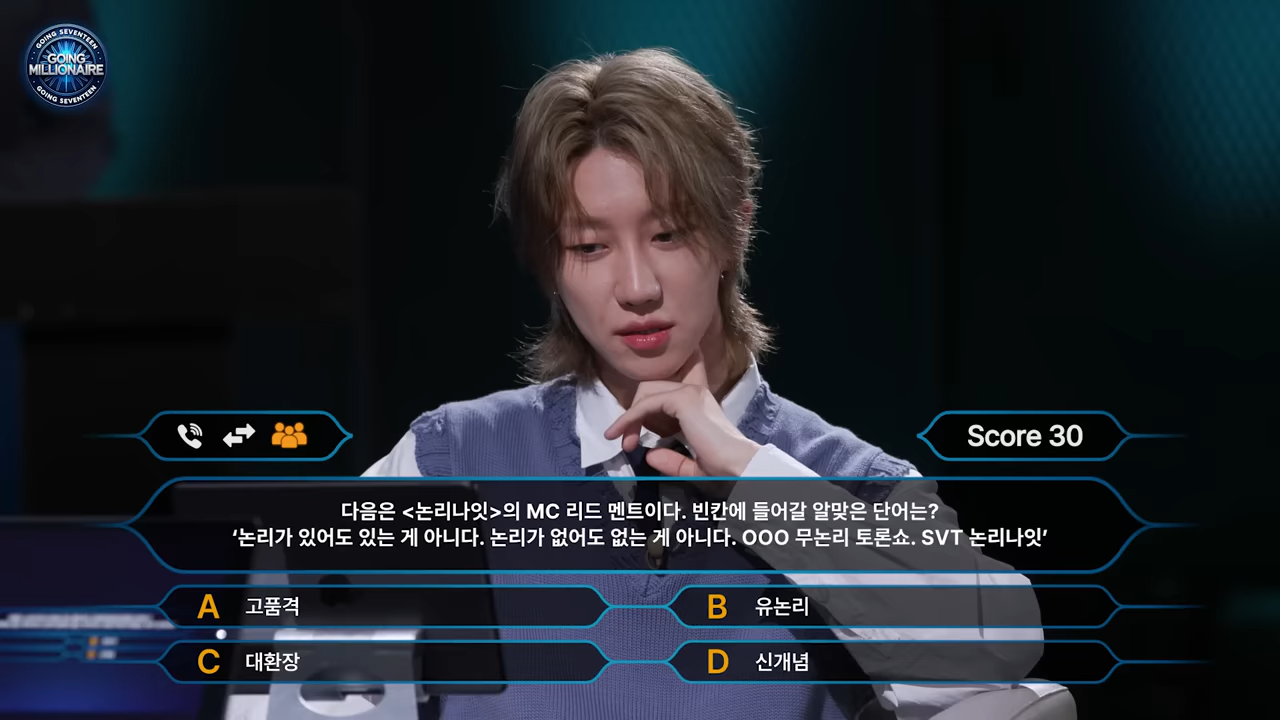 GOING SEVENTEEN
GOING
MILLIONAIRE
GOING SEVENTEEN
Score 30
다음은 <논리나잇>의 MC 리드 멘트이다. 빈칸에 들어갈 알맞은 단어는?
‘논리가 있어도 있는 게 아니다. 논리가 없어도 없는 게 아니다. OOO 무논리 토론쇼. SVT 논리나잇’
A 고품격
B 유논리
C 대환장
D 신개념